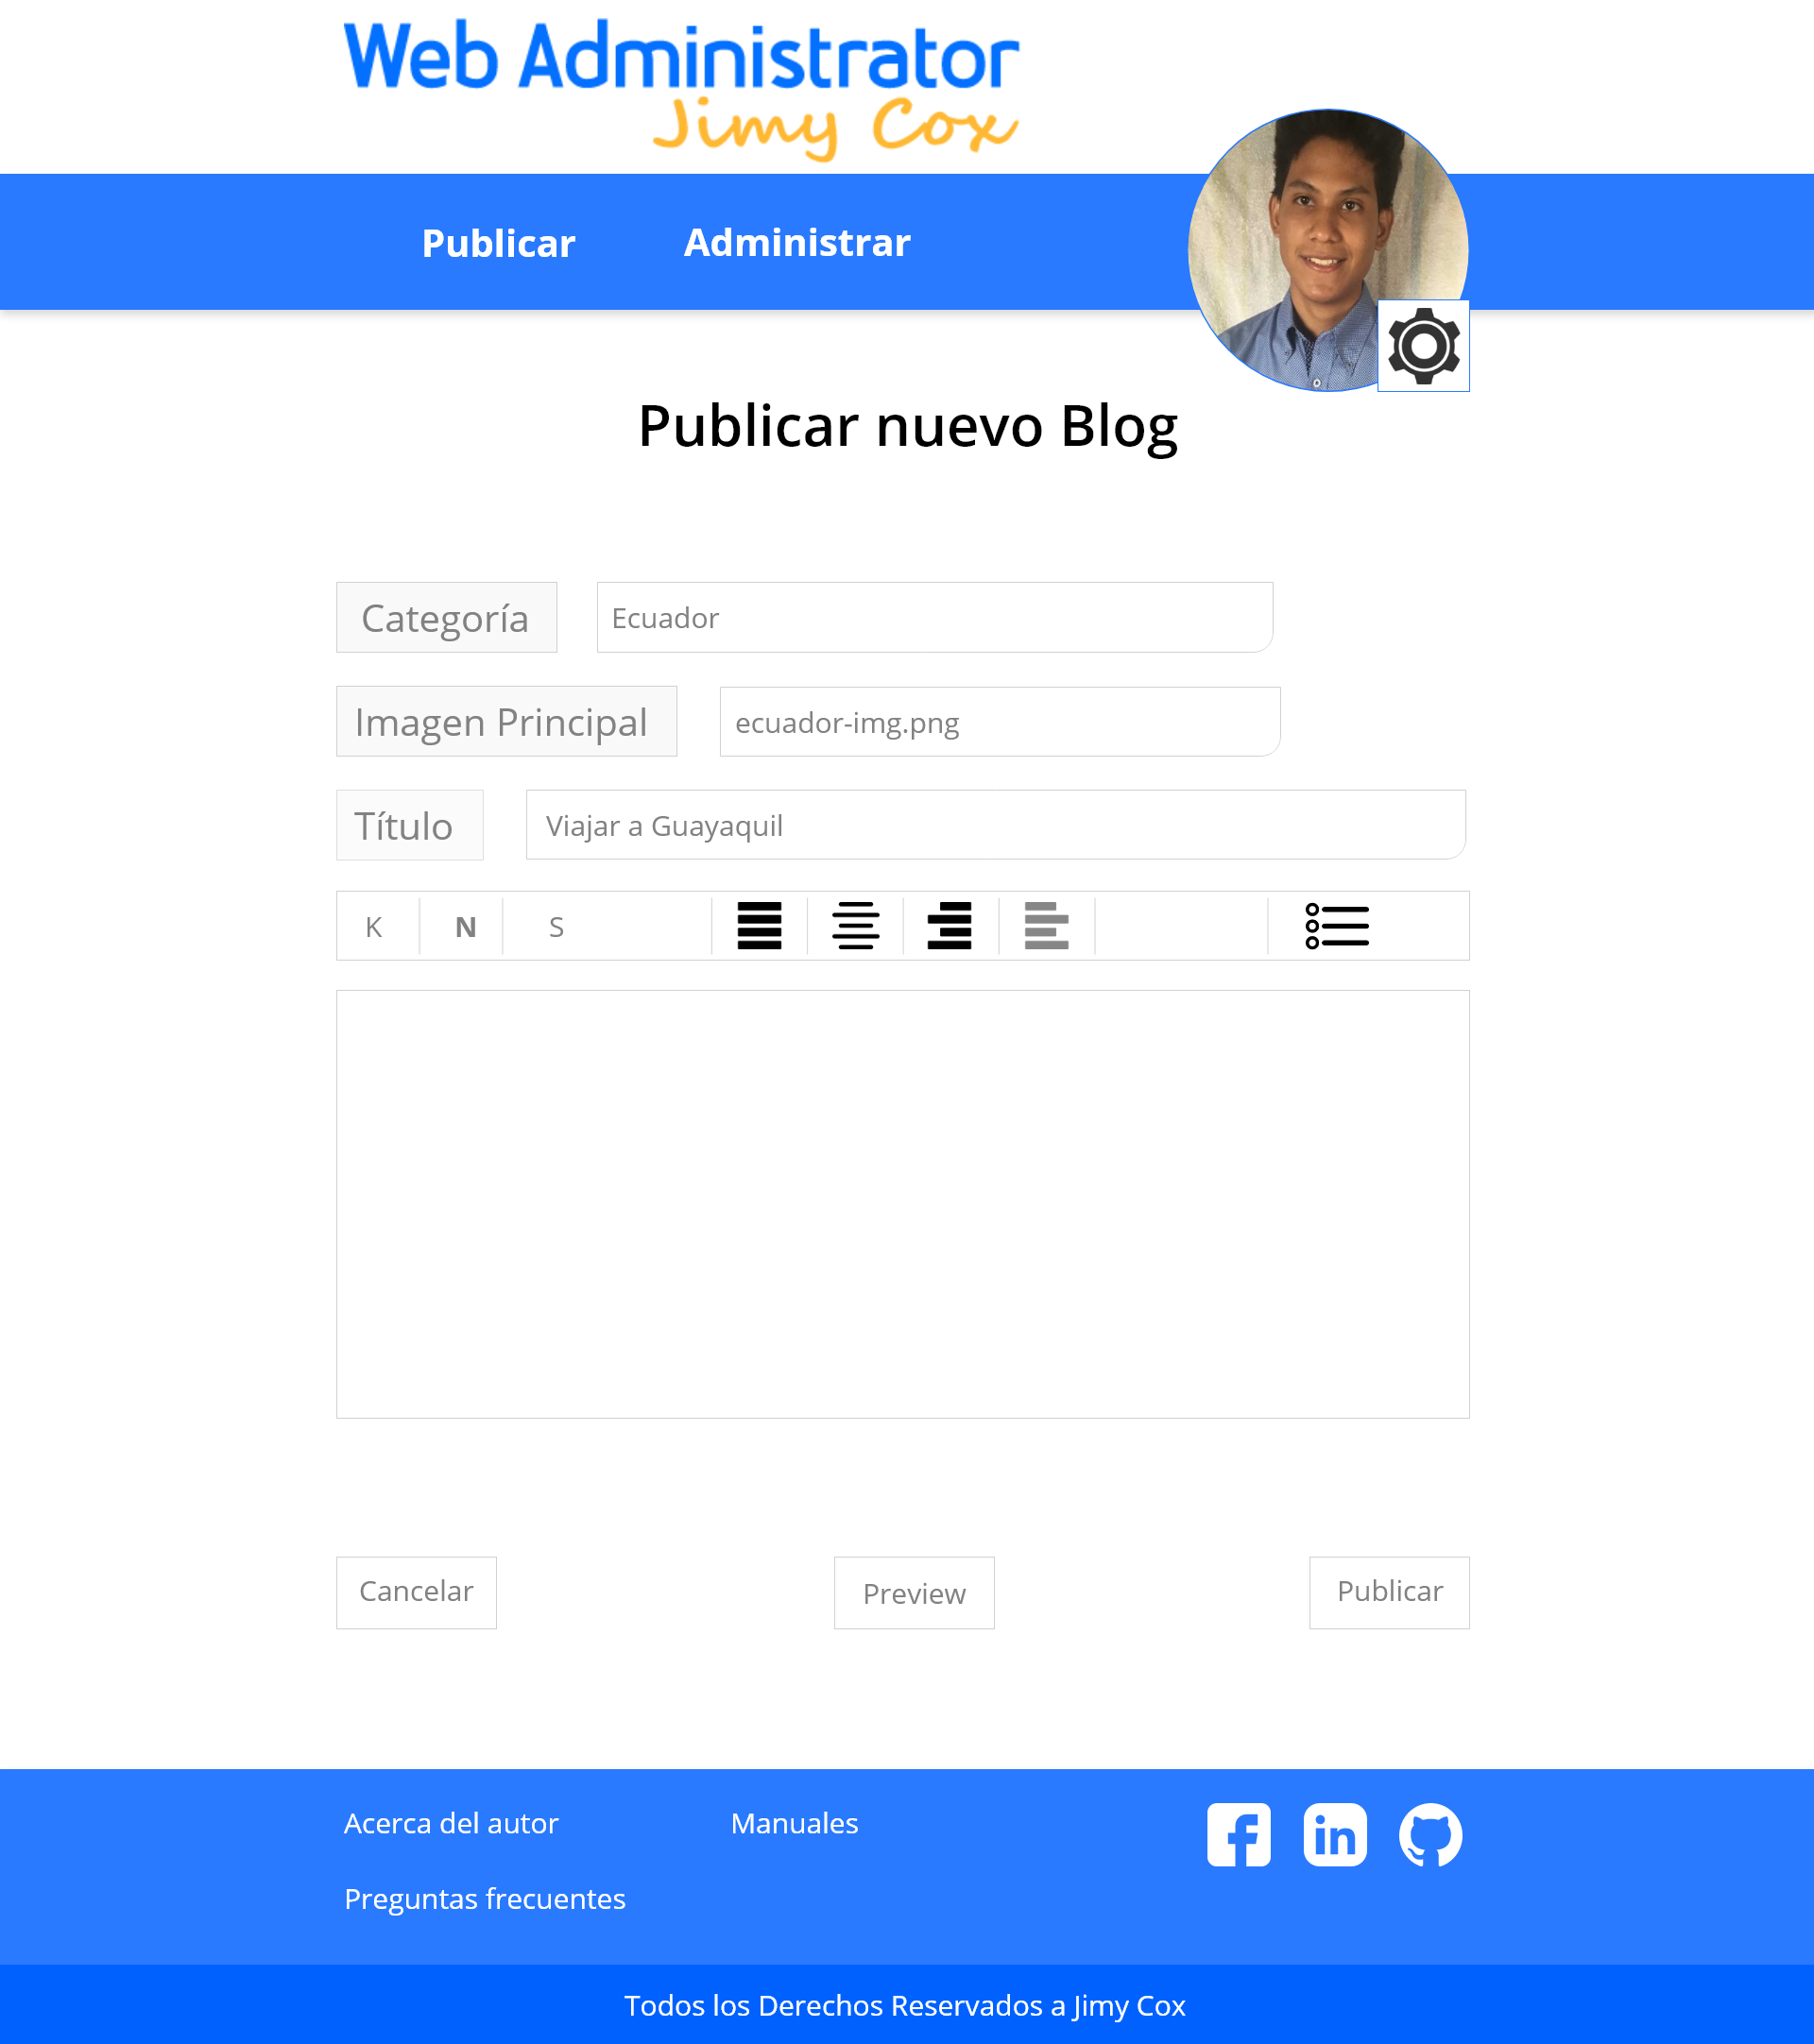 Web Administrator
Jimy Cox
Publicar Administrar
Publicar nuevo Blog
Categoría Ecuador
Imagen Principal ecuador-img.png
Título Viajar a Guayaquil
K N S
Cancelar Preview Publicar
Acerca del autor Manuales
Preguntas frecuentes
Todos los Derechos Reservados a Jimy Cox